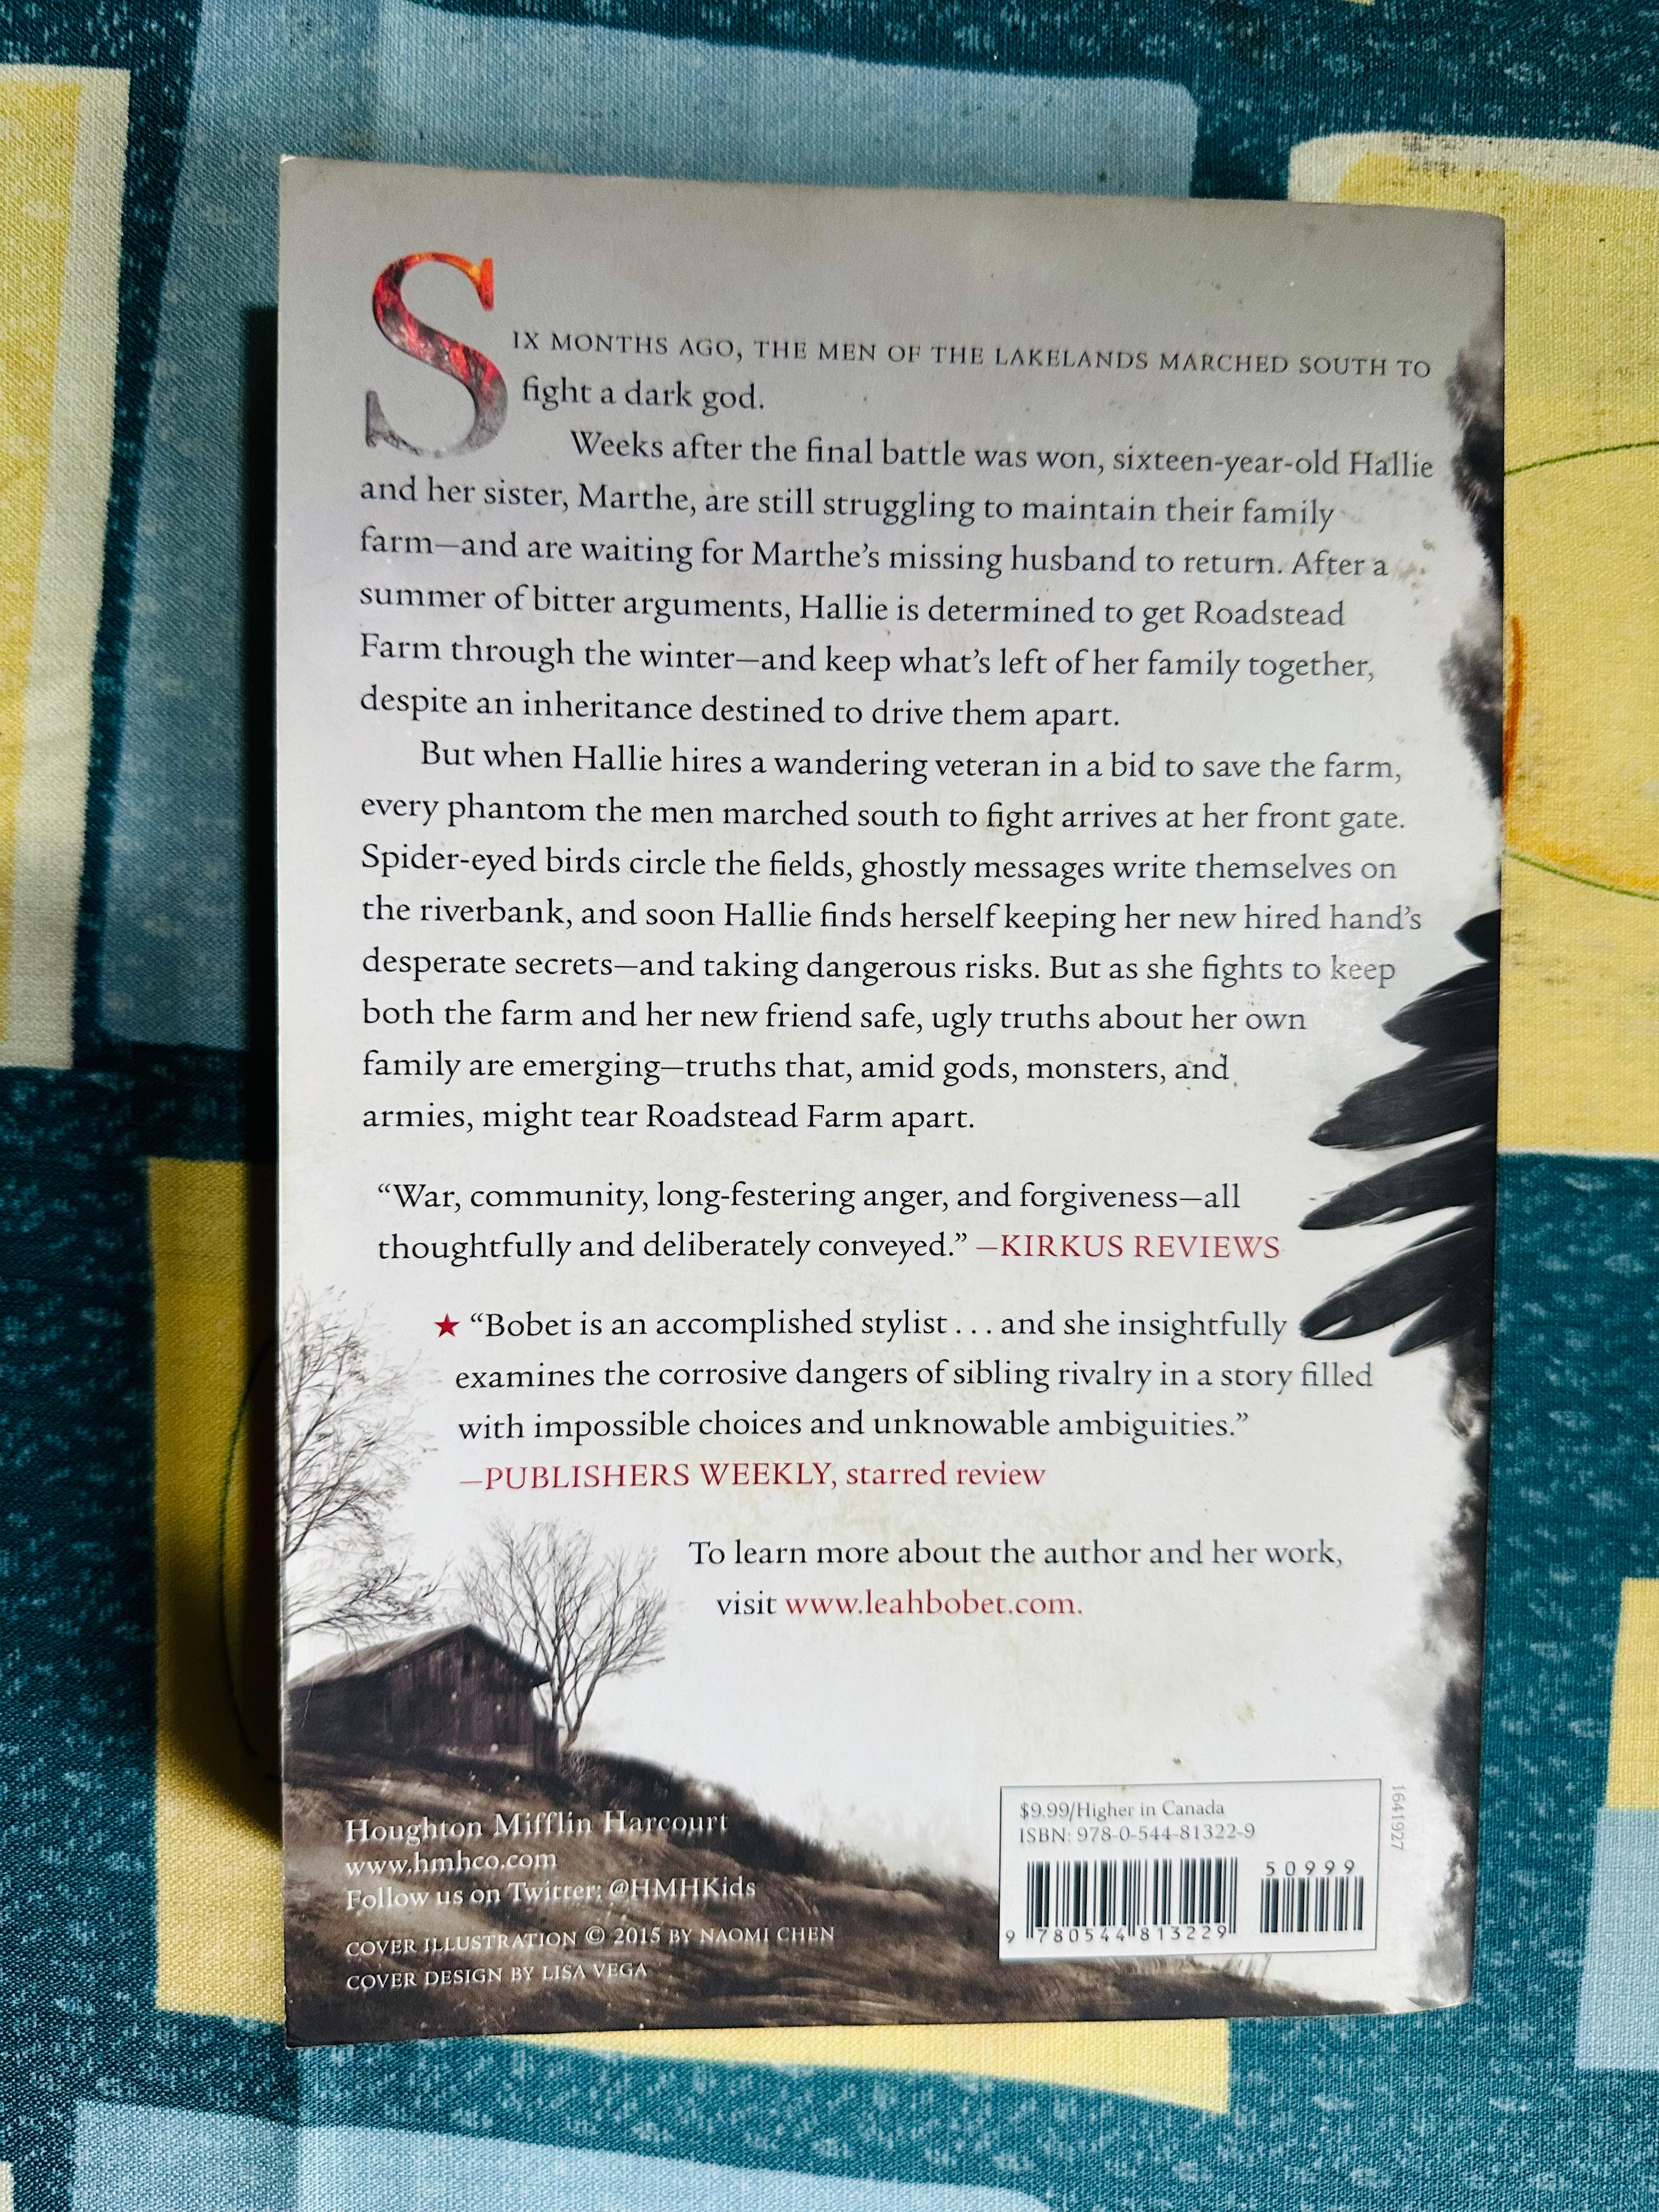 SIX MONTHS AGO, THE MEN OF THE LAKELANDS MARCHED SOUTH TO
fight a dark god.
Weeks after the final battle was won, sixteen-year-old Hallie
and her sister, Marthe, are still struggling to maintain their family
farm—and are waiting for Marthe’s missing husband to return. After a
summer of bitter arguments, Hallie is determined to get Roadstead
Farm through the winter—and keep what’s left of her family together,
despite an inheritance destined to drive them apart.
But when Hallie hires a wandering veteran in a bid to save the farm,
every phantom the men marched south to fight arrives at her front gate.
Spider-eyed birds circle the fields, ghostly messages write themselves on
the riverbank, and soon Hallie finds herself keeping her new hired hand’s
desperate secrets—and taking dangerous risks. But as she fights to keep
both the farm and her new friend safe, ugly truths about her own
family are emerging—truths that, amid gods, monsters, and
armies, might tear Roadstead Farm apart.
“War, community, long-festering anger, and forgiveness—all
thoughtfully and deliberately conveyed.” —KIRKUS REVIEWS
★ “Bobet is an accomplished stylist . . . and she insightfully
examines the corrosive dangers of sibling rivalry in a story filled
with impossible choices and unknowable ambiguities.”
—PUBLISHERS WEEKLY, starred review
To learn more about the author and her work,
visit www.leahbobet.com.
Houghton Mifflin Harcourt
www.hmhco.com
Follow us on Twitter: @HMHKids
COVER ILLUSTRATION © 2015 BY NAOMI CHEN
COVER DESIGN BY LISA VEGA
$9.99/Higher in Canada
ISBN: 978-0-544-81322-9
50999
9 780544 813229
1641927